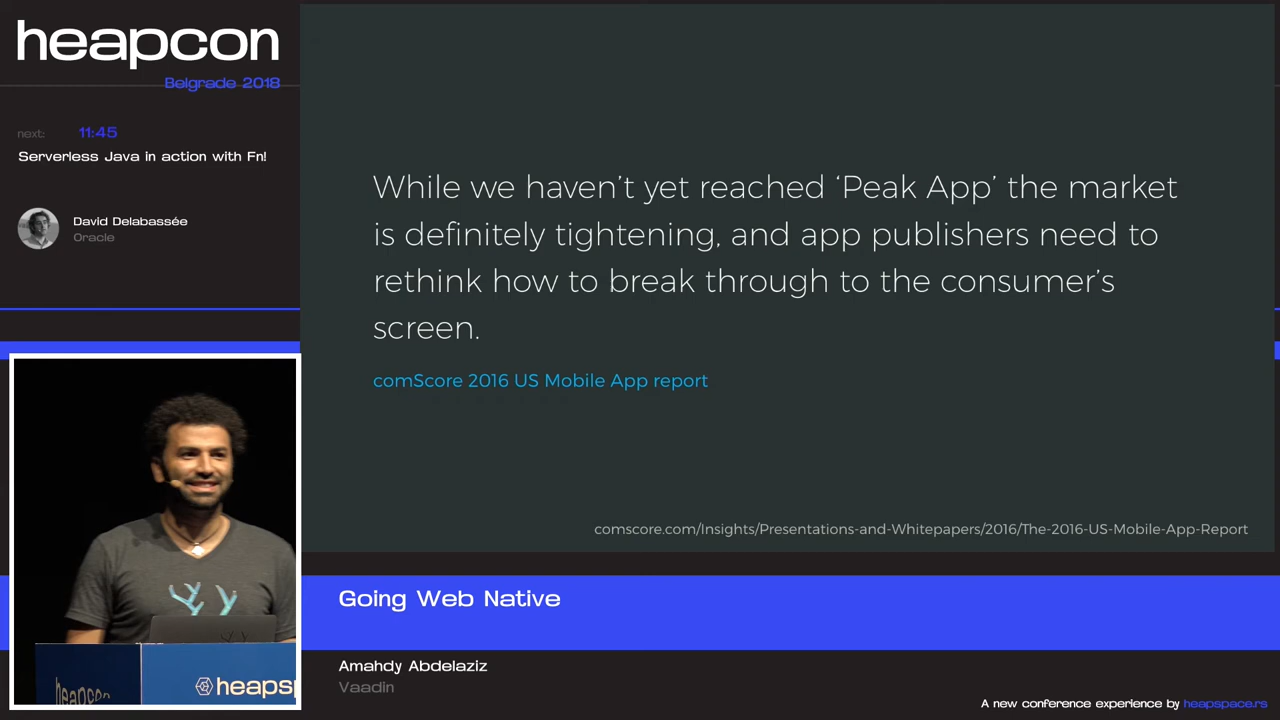 heapcon
Belgrade 2018
next: 11:45
Serverless Java in action with Fn!
David Delabassée
Oracle
While we haven’t yet reached ‘Peak App’ the market
is definitely tightening, and app publishers need to
rethink how to break through to the consumer’s
screen.
comScore 2016 US Mobile App report
comscore.com/Insights/Presentations-and-Whitepapers/2016/The-2016-US-Mobile-App-Report
heapcon
heapsp
Going Web Native
Amahdy Abdelaziz
Vaadin
A new conference experience by heapspace.rs